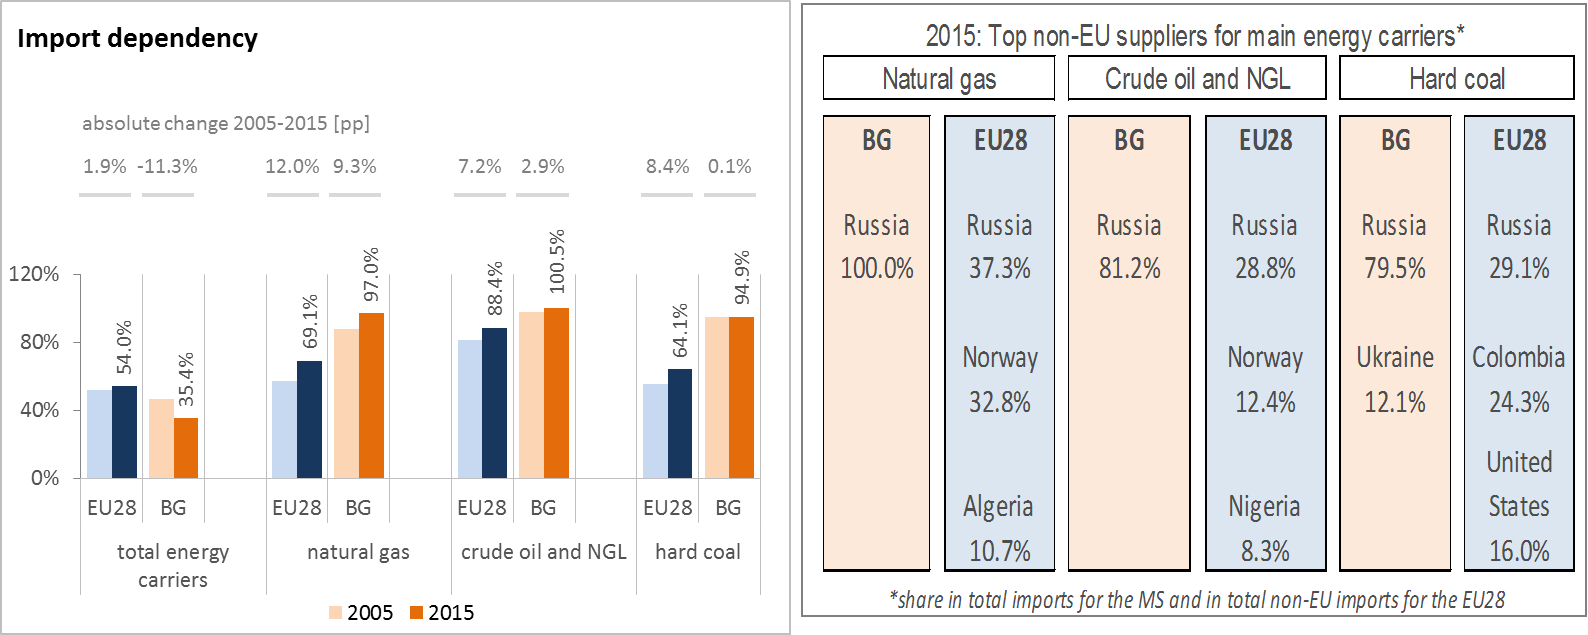 Import dependency
absolute change 2005-2015 [pp]
1.9% -11.3% 12.0% 9.3% 7.2% 2.9% 8.4% 0.1%
120%
80%
40%
0%
54.0% 35.4% 69.1% 97.0% 88.4% 100.5% 64.1% 94.9%
EU28 BG EU28 BG EU28 BG EU28 BG
total energy carriers
natural gas
crude oil and NGL
hard coal
2005 2015
2015: Top non-EU suppliers for main energy carriers*
Natural gas Crude oil and NGL Hard coal
BG EU28 BG EU28 BG EU28
Russia Russia Russia Russia Russia Russia
100.0% 37.3% 81.2% 28.8% 79.5% 29.1%
Norway Norway Ukraine Colombia
32.8% 12.4% 12.1% 24.3%
United
Algeria Nigeria States
10.7% 8.3% 16.0%
*share in total imports for the MS and in total non-EU imports for the EU28